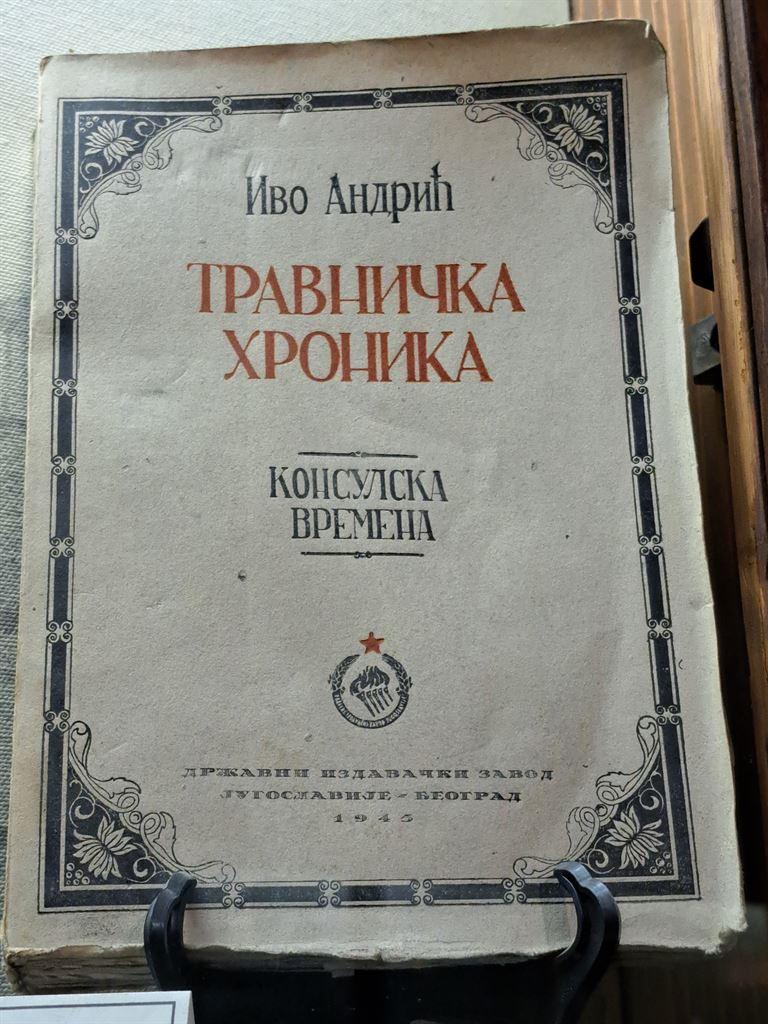 Иво Андрић
ТРАВНИЧКА
ХРОНИКА
КОНСУЛСКА
ВРЕМЕНА
ДРЖАВНИ ИЗДАВАЧКИ ЗАВОД
ЈУГОСЛАВИЈЕ - БЕОГРАД
1945